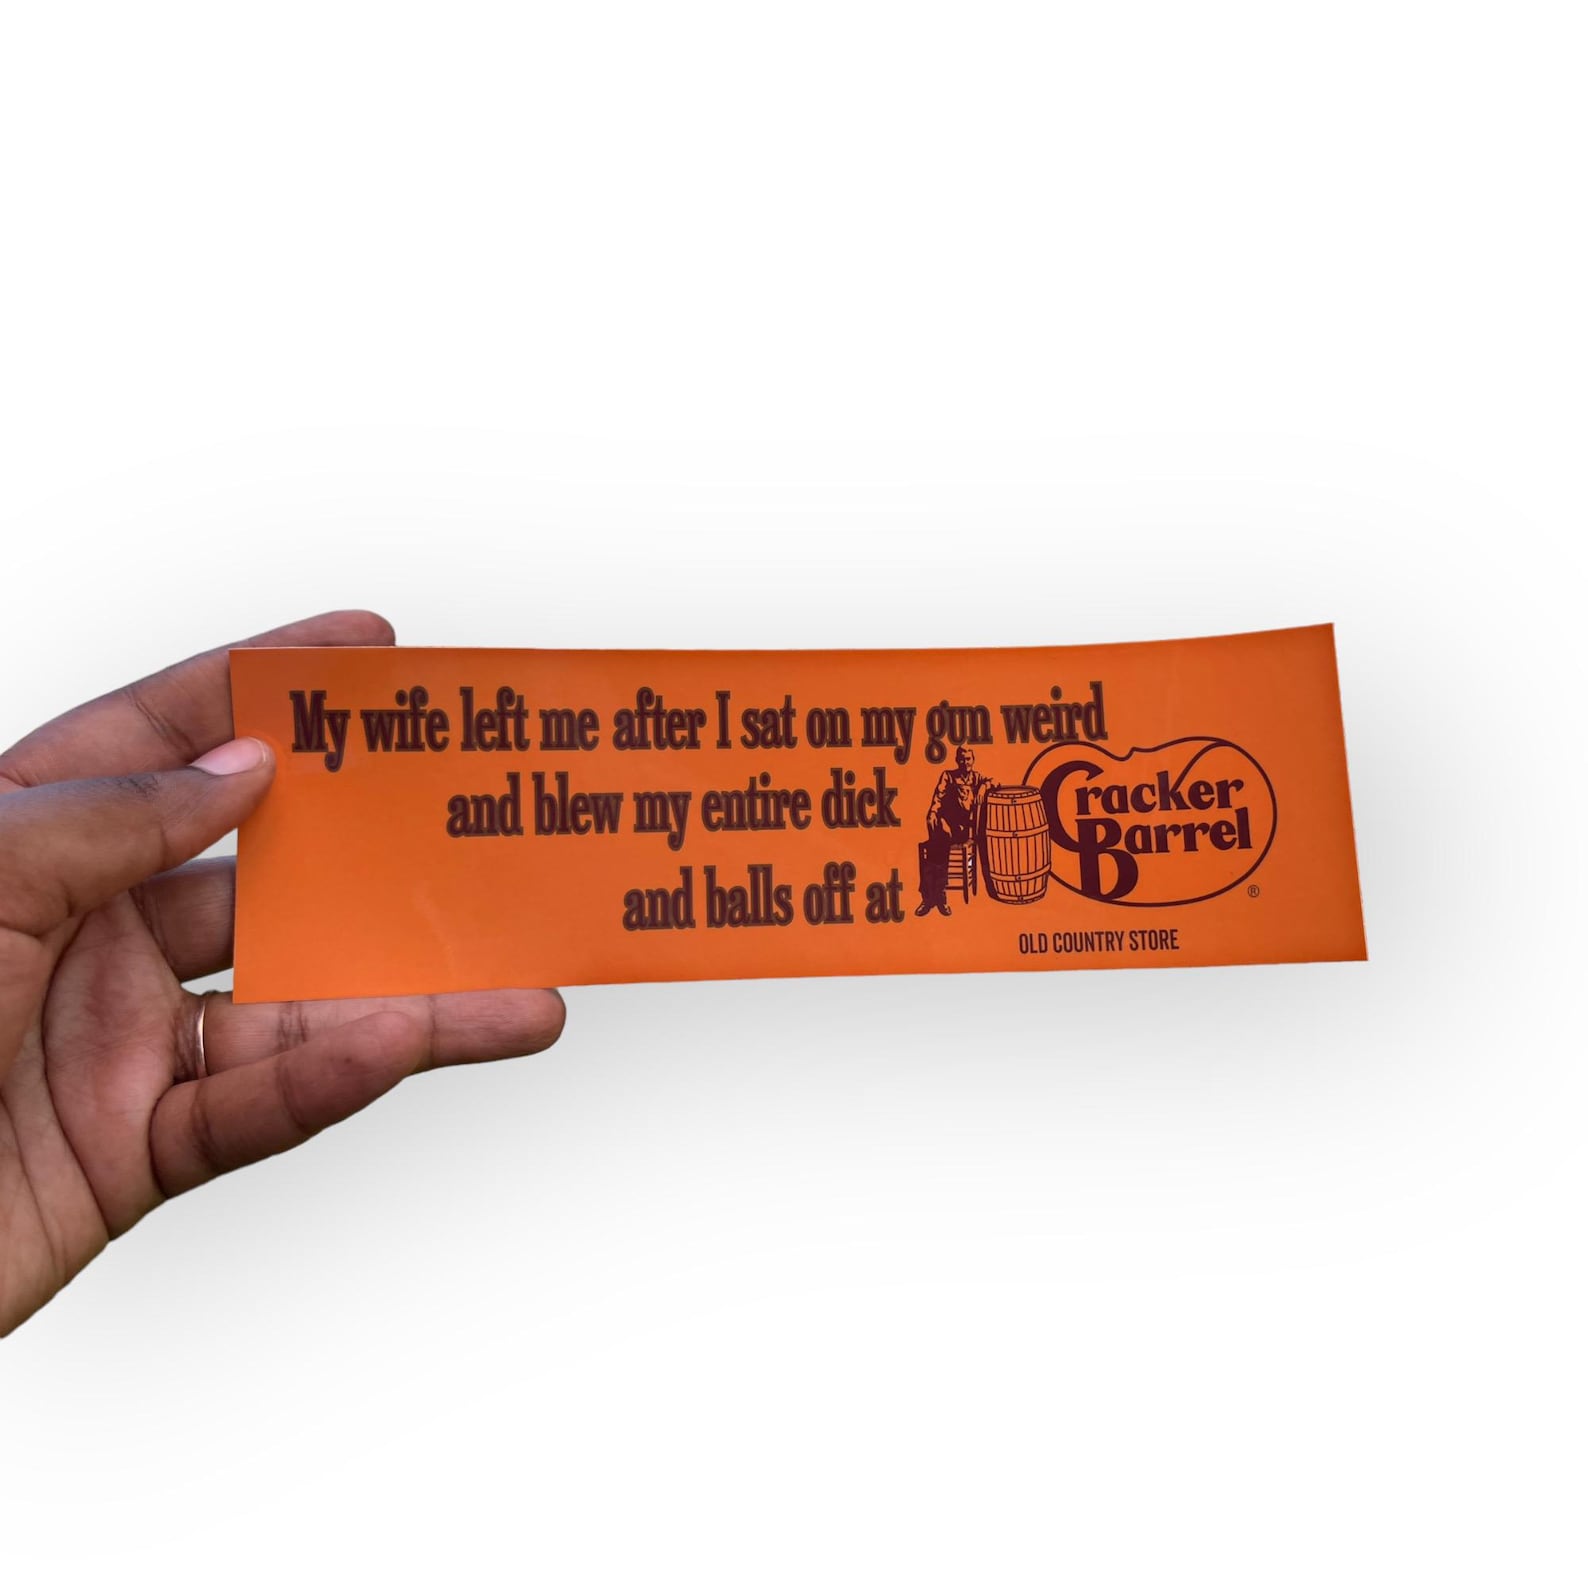 My wife left me after I sat on my gun weird
and blew my entire dick
and balls off at
Cracker
Barrel
®
OLD COUNTRY STORE